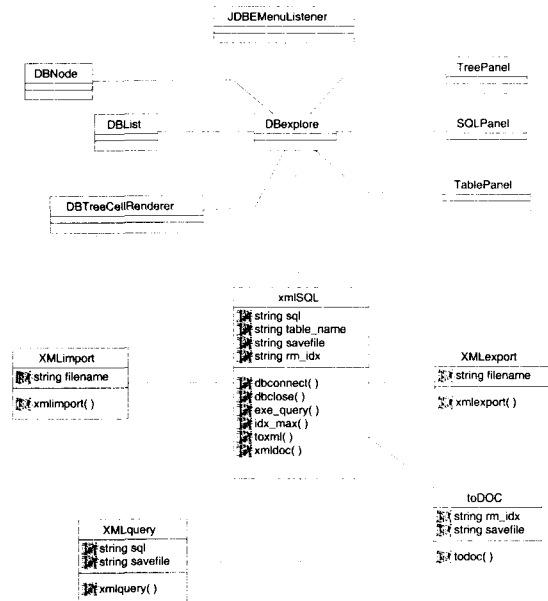 JDBEMenuListener
DBNode
TreePanel
DBList
DBexplore
SQLPanel
DBTreeCellRenderer
TablePanel
xmlSQL
string sql
string table_name
string savefile
string rm_idx
dbconnect( )
dbclose( )
exe_query( )
idx_max( )
toxml( )
xmldoc( )
XMLimport
string filename
xmlimport( )
XMLexport
string filename
xmlexport( )
toDOC
string rm_idx
string savefile
todoc( )
XMLquery
string sql
string savefile
xmlquery( )